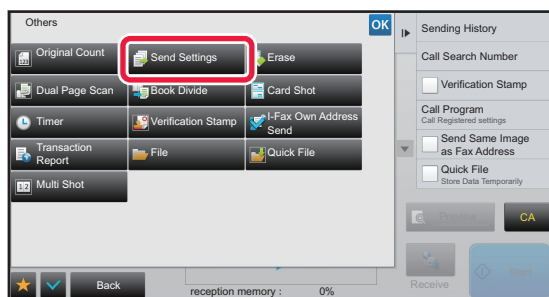 Others
OK
Original Count
Send Settings
Erase
Dual Page Scan
Book Divide
Card Shot
Timer
Verification Stamp
I-Fax Own Address
Send
Transaction
Report
File
Quick File
Multi Shot
Back
reception memory :
0%
Sending History
Call Search Number
Verification Stamp
Call Program
Call Registered settings
Send Same Image
as Fax Address
Quick File
Store Data Temporarily
Preview
CA
Receive
Start